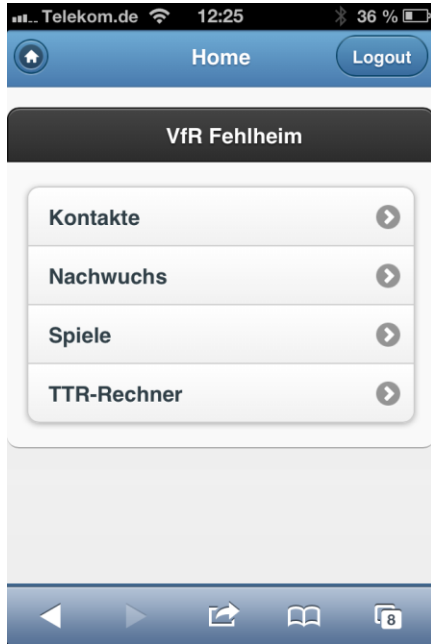 Telekom.de 12:25 36 %
Home Logout
VfR Fehlheim
Kontakte
Nachwuchs
Spiele
TTR-Rechner
8